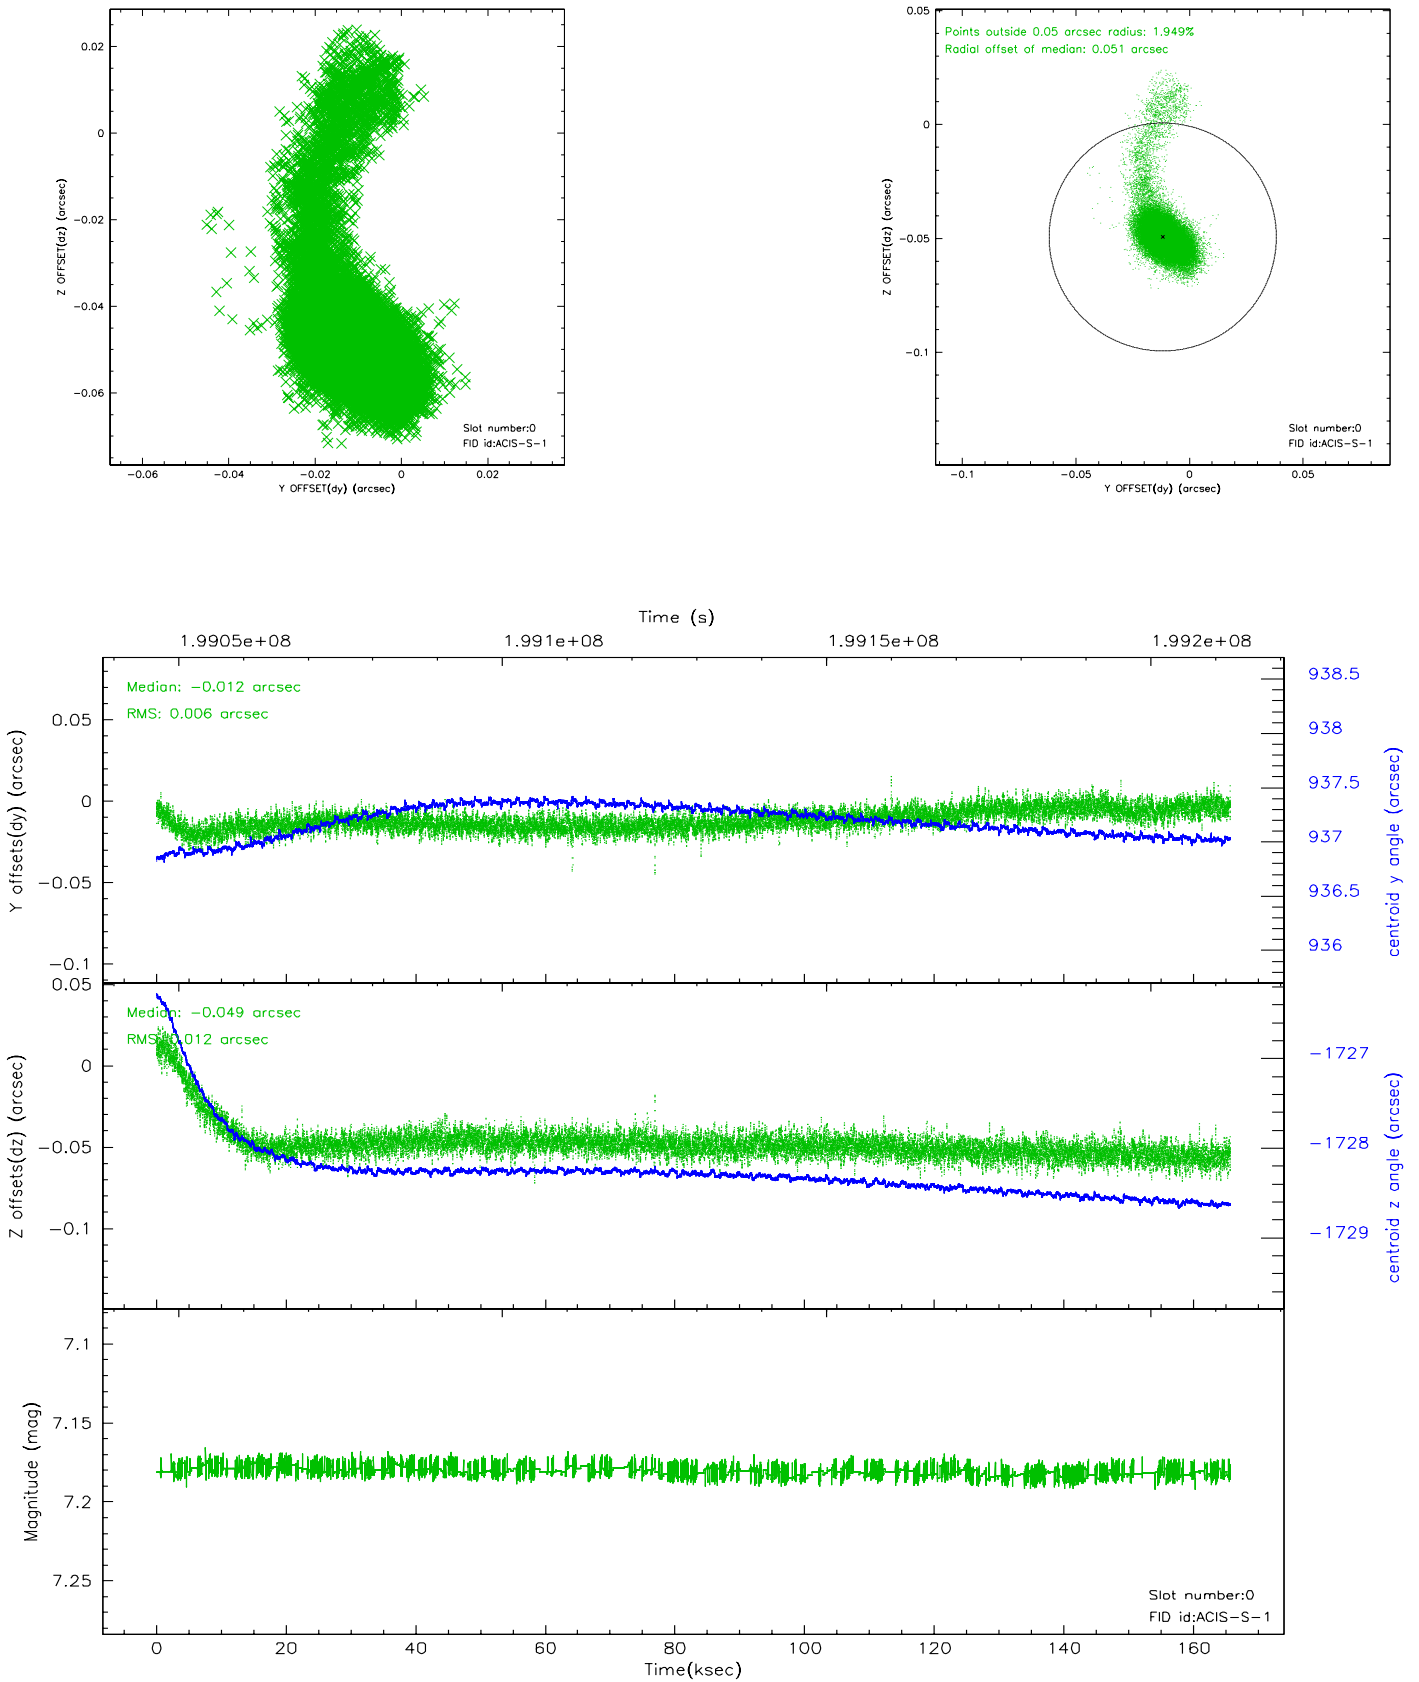 0.02
0
−0.02
−0.04
−0.06
Z OFFSET(dz) (arcsec)
Slot number:0
FID id:ACIS−S−1
−0.06
−0.04
−0.02
0
0.02
Y OFFSET(dy) (arcsec)
Points outside 0.05 arcsec radius: 1.949%
Radial offset of median: 0.051 arcsec
0.05
0
−0.05
−0.1
Z OFFSET(dz) (arcsec)
Slot number:0
FID id:ACIS−S−1
−0.1
−0.05
0
0.05
Y OFFSET(dy) (arcsec)
Time (s)
1.9905e+08
1.991e+08
1.9915e+08
1.992e+08
Median: −0.012 arcsec
RMS: 0.006 arcsec
0.05
0
−0.05
−0.1
Y offsets(dy) (arcsec)
938.5
938
937.5
937
936.5
936
centroid y angle (arcsec)
Median: −0.049 arcsec
RMS: 0.012 arcsec
0.05
0
−0.05
−0.1
Z offsets(dz) (arcsec)
−1727
−1728
−1729
centroid z angle (arcsec)
7.1
7.15
7.2
7.25
Magnitude (mag)
Slot number:0
FID id:ACIS−S−1
0
20
40
60
80
100
120
140
160
Time(ksec)